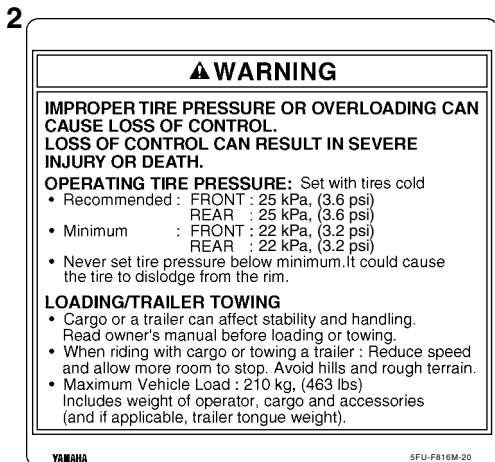 2
⚠WARNING
IMPROPER TIRE PRESSURE OR OVERLOADING CAN
CAUSE LOSS OF CONTROL.
LOSS OF CONTROL CAN RESULT IN SEVERE
INJURY OR DEATH.
OPERATING TIRE PRESSURE: Set with tires cold
• Recommended : FRONT : 25 kPa, (3.6 psi)
REAR : 25 kPa, (3.6 psi)
• Minimum : FRONT : 22 kPa, (3.2 psi)
REAR : 22 kPa, (3.2 psi)
• Never set tire pressure below minimum.It could cause
the tire to dislodge from the rim.
LOADING/TRAILER TOWING
• Cargo or a trailer can affect stability and handling.
Read owner's manual before loading or towing.
• When riding with cargo or towing a trailer : Reduce speed
and allow more room to stop. Avoid hills and rough terrain.
• Maximum Vehicle Load : 210 kg, (463 lbs)
Includes weight of operator, cargo and accessories
(and if applicable, trailer tongue weight).
YAMAHA 5FU-F816M-20